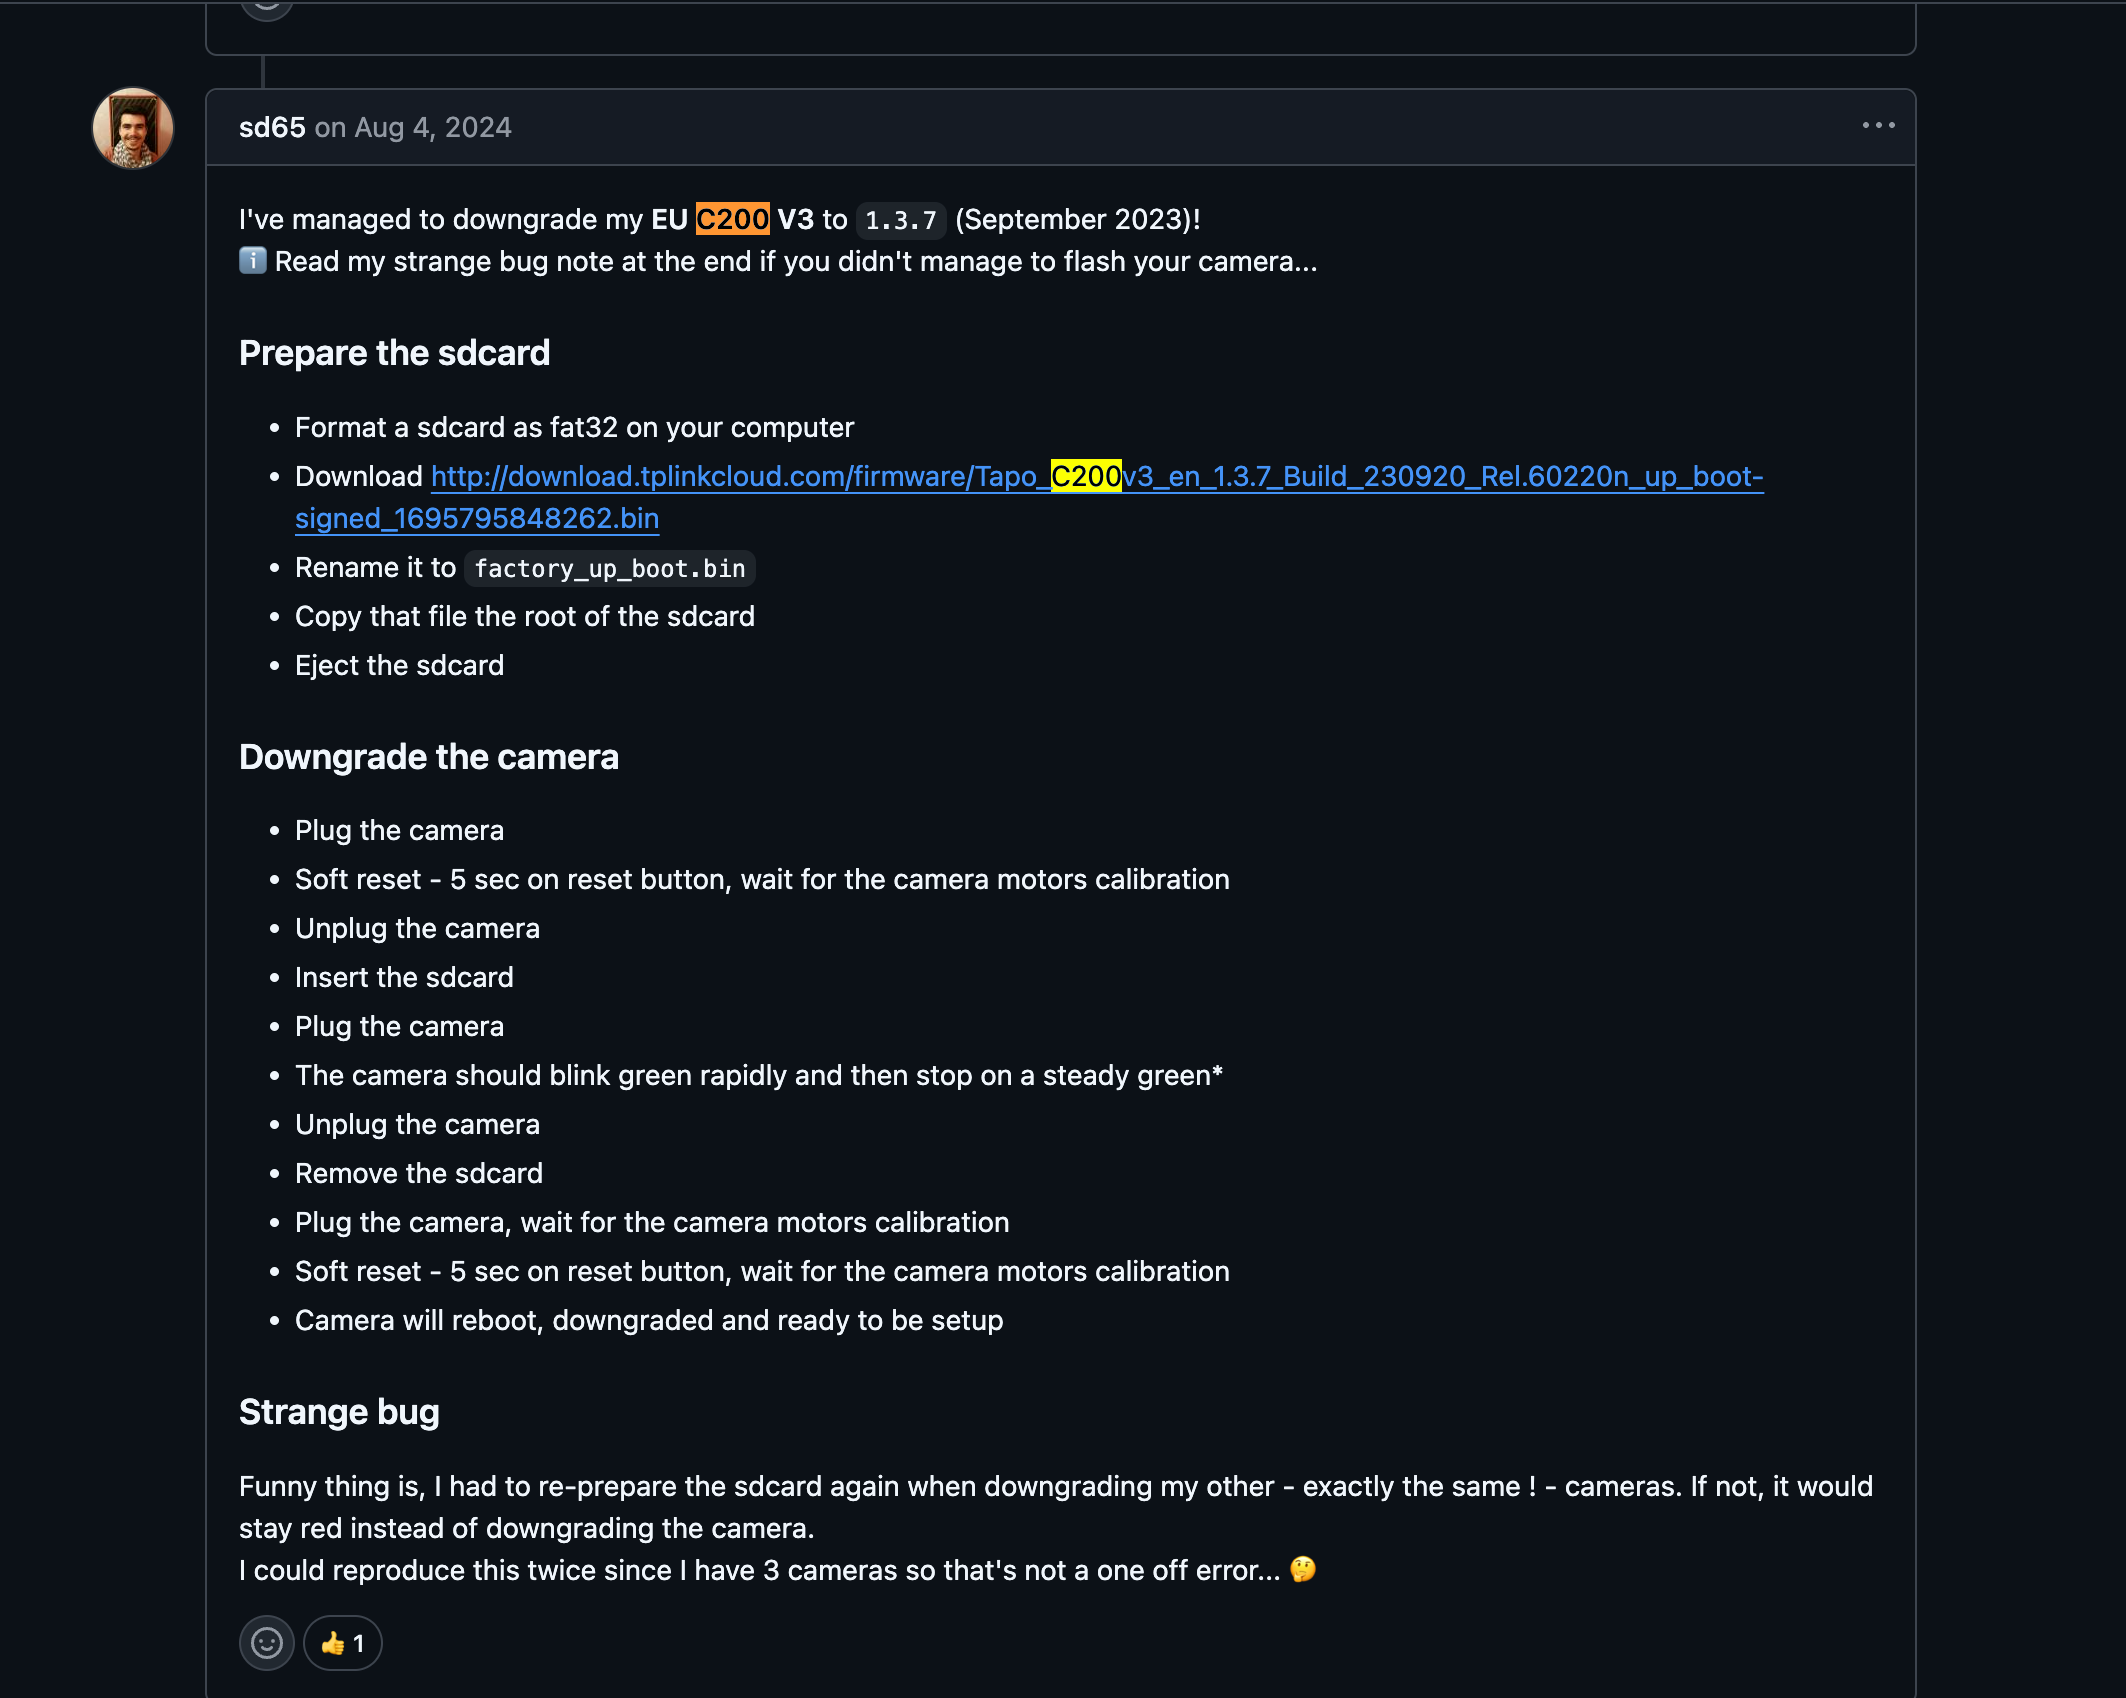 sd65 on Aug 4, 2024
I've managed to downgrade my EU C200 V3 to 1.3.7 (September 2023)!
ℹ️ Read my strange bug note at the end if you didn't manage to flash your camera...
Prepare the sdcard
• Format a sdcard as fat32 on your computer
• Download http://download.tplinkcloud.com/firmware/Tapo_C200v3_en_1.3.7_Build_230920_Rel.60220n_up_boot-
signed_1695795848262.bin
• Rename it to factory_up_boot.bin
• Copy that file the root of the sdcard
• Eject the sdcard
Downgrade the camera
• Plug the camera
• Soft reset - 5 sec on reset button, wait for the camera motors calibration
• Unplug the camera
• Insert the sdcard
• Plug the camera
• The camera should blink green rapidly and then stop on a steady green*
• Unplug the camera
• Remove the sdcard
• Plug the camera, wait for the camera motors calibration
• Soft reset - 5 sec on reset button, wait for the camera motors calibration
• Camera will reboot, downgraded and ready to be setup
Strange bug
Funny thing is, I had to re-prepare the sdcard again when downgrading my other - exactly the same ! - cameras. If not, it would
stay red instead of downgrading the camera.
I could reproduce this twice since I have 3 cameras so that's not a one off error... 🤔
👍 1